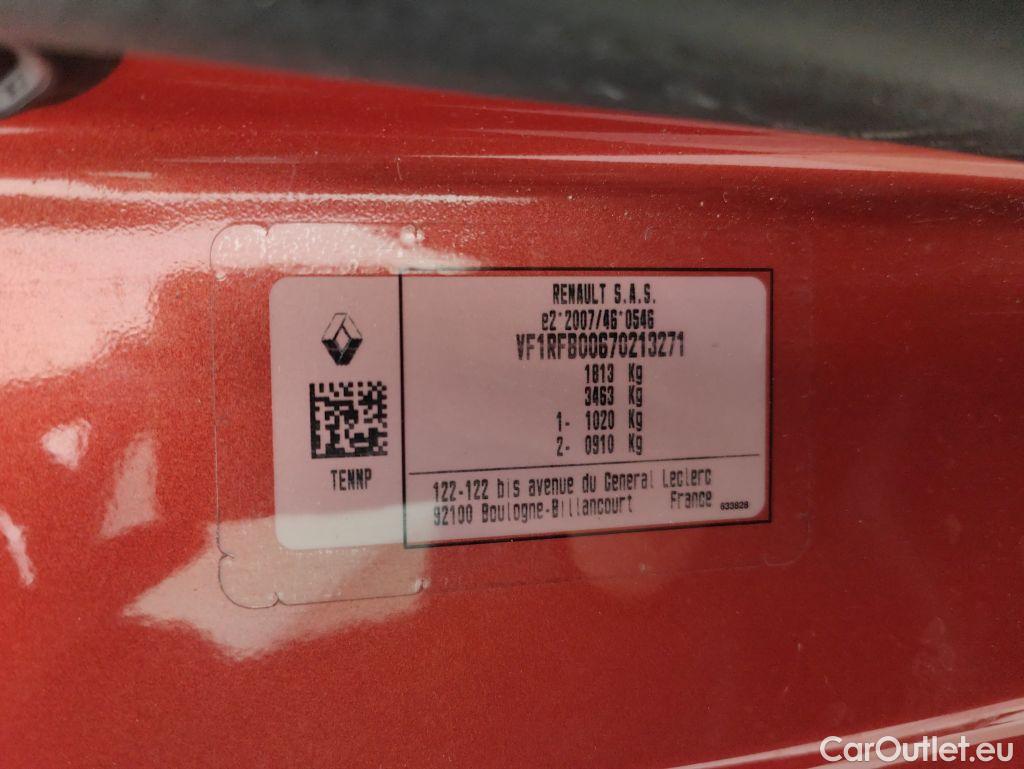 RENAULT S.A.S.
e2*2007/46*0546
VF1RFB00670213271
1813 Kg
3463 Kg
1- 1020 Kg
2- 0910 Kg
TENNP
122-122 bis avenue du General Leclerc
92100 Boulogne-Billancourt France 633828
CarOutlet.eu